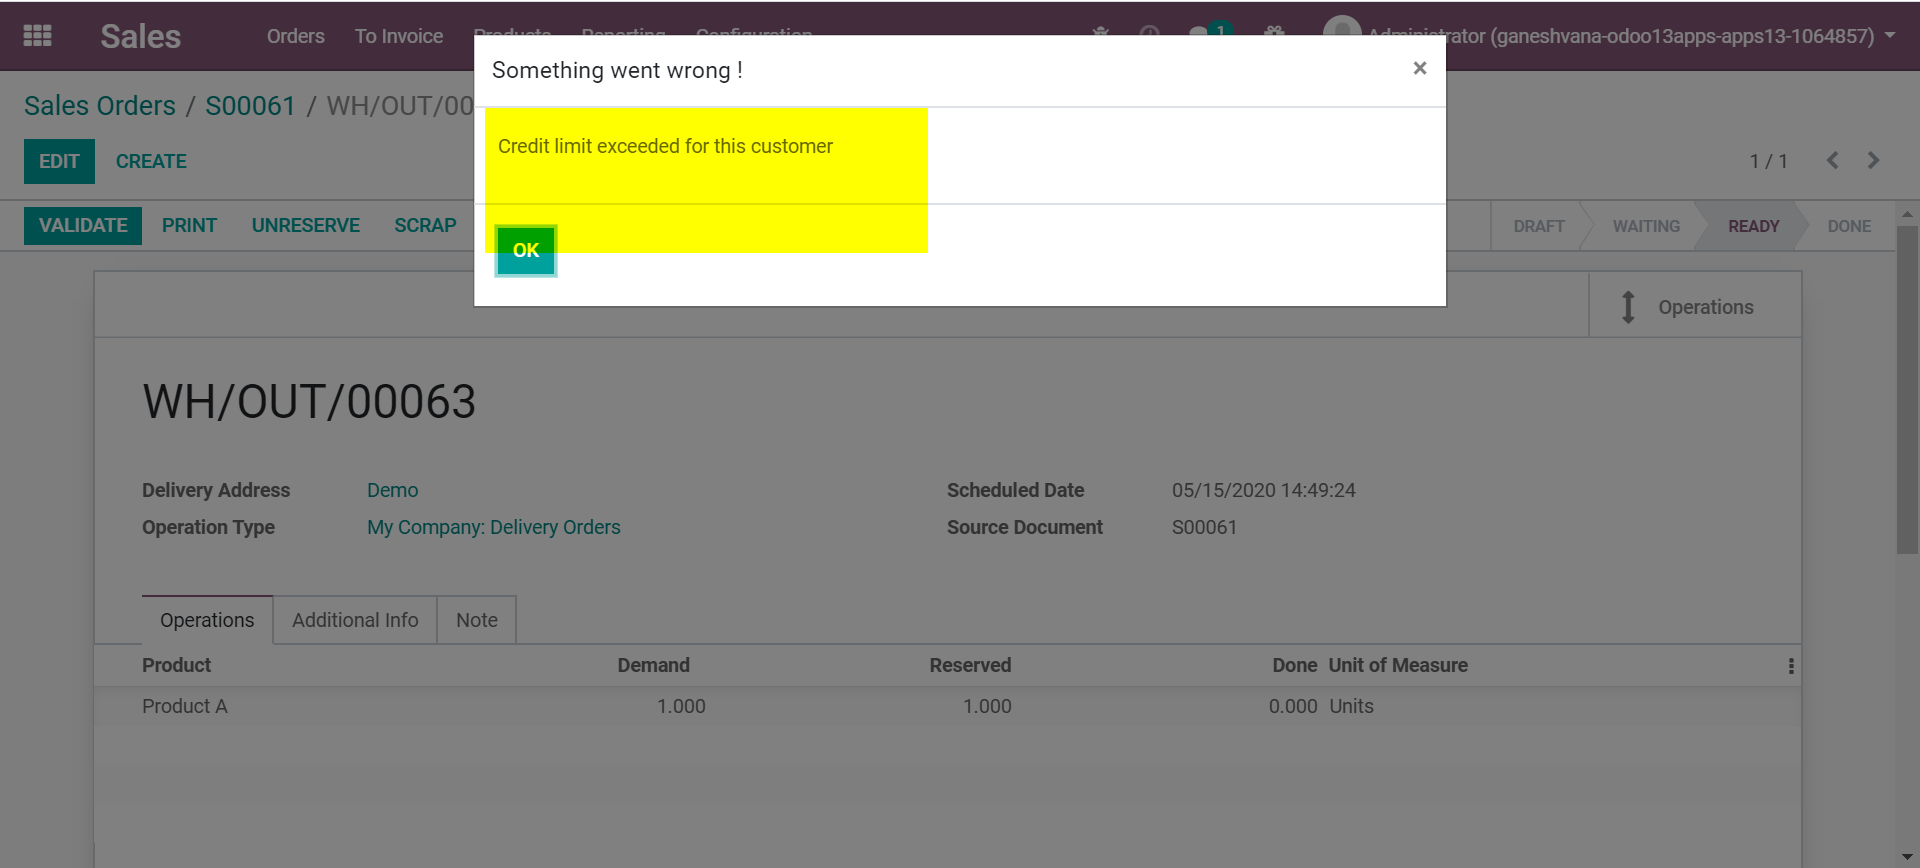 Sales Orders To Invoice Products Reporting Configuration 1 Administrator (ganeshvana-odoo13apps-apps13-1064857)
Something went wrong ! ×
Sales Orders / S00061 / WH/OUT/00
Credit limit exceeded for this customer
EDIT CREATE 1 / 1
VALIDATE PRINT UNRESERVE SCRAP DRAFT WAITING READY DONE
OK
Operations
WH/OUT/00063
Delivery Address Demo Scheduled Date 05/15/2020 14:49:24
Operation Type My Company: Delivery Orders Source Document S00061
Operations Additional Info Note
Product Demand Reserved Done Unit of Measure
Product A 1.000 1.000 0.000 Units